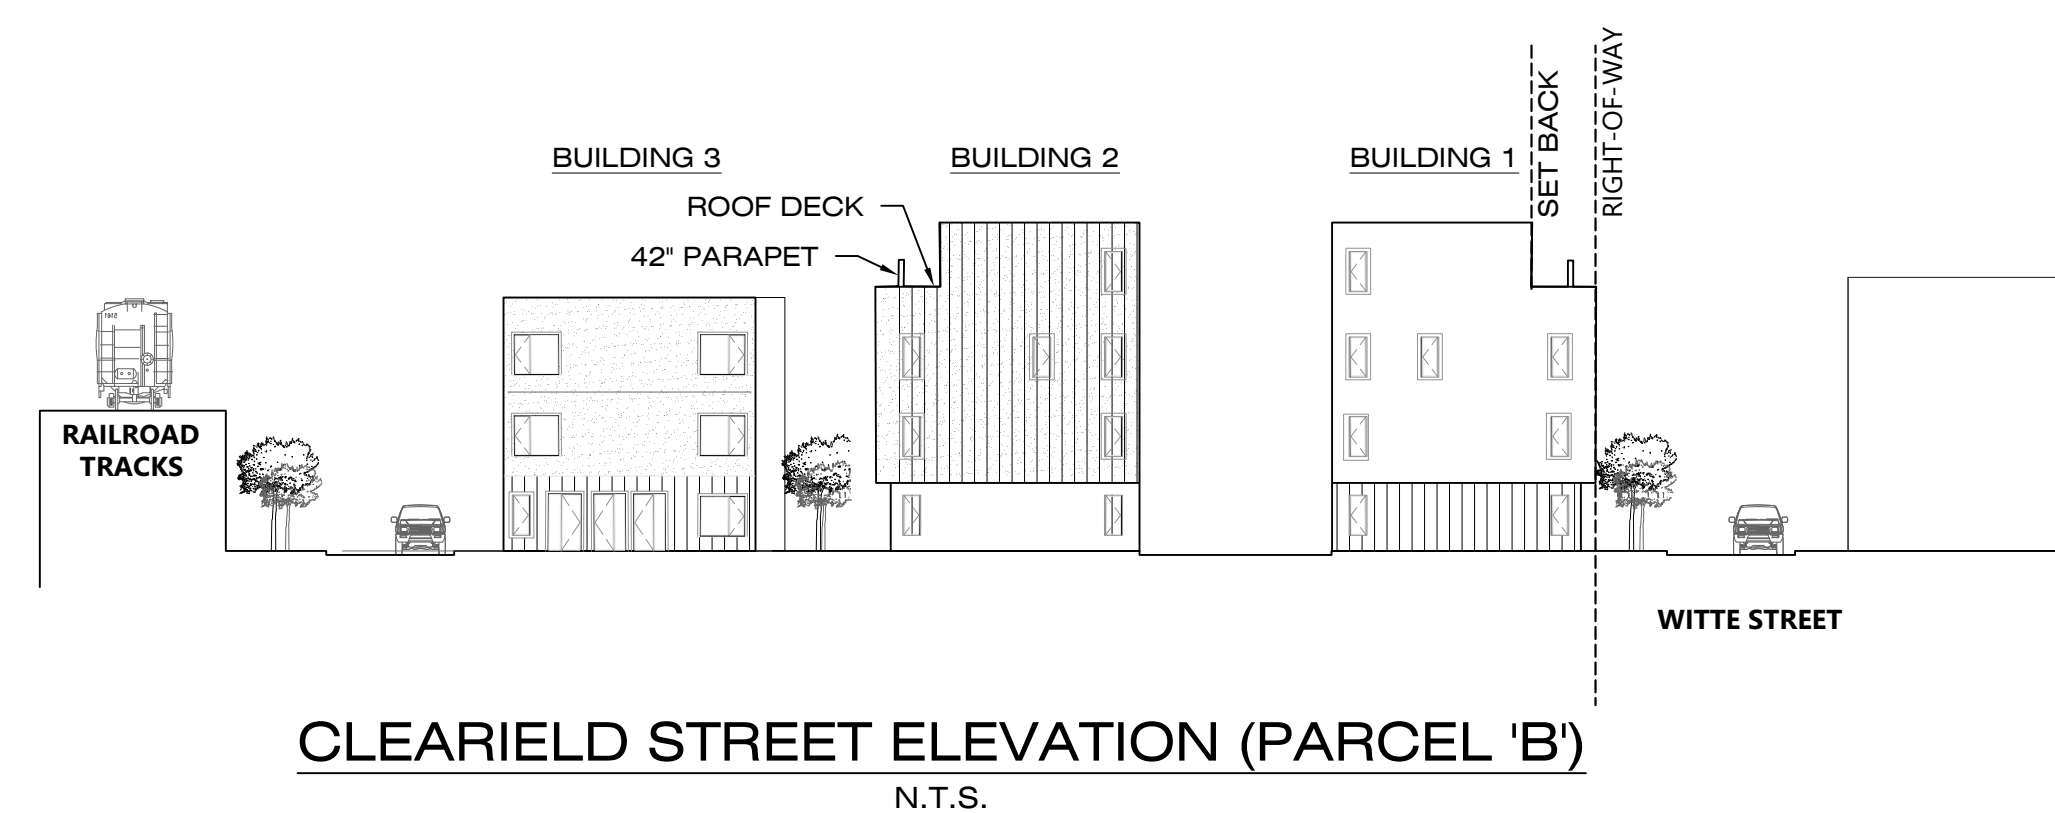 SET BACK
RIGHT-OF-WAY
BUILDING 3
BUILDING 2
BUILDING 1
ROOF DECK
42" PARAPET
5161
RAILROAD
TRACKS
WITTE STREET
CLEARIELD STREET ELEVATION (PARCEL 'B')
N.T.S.